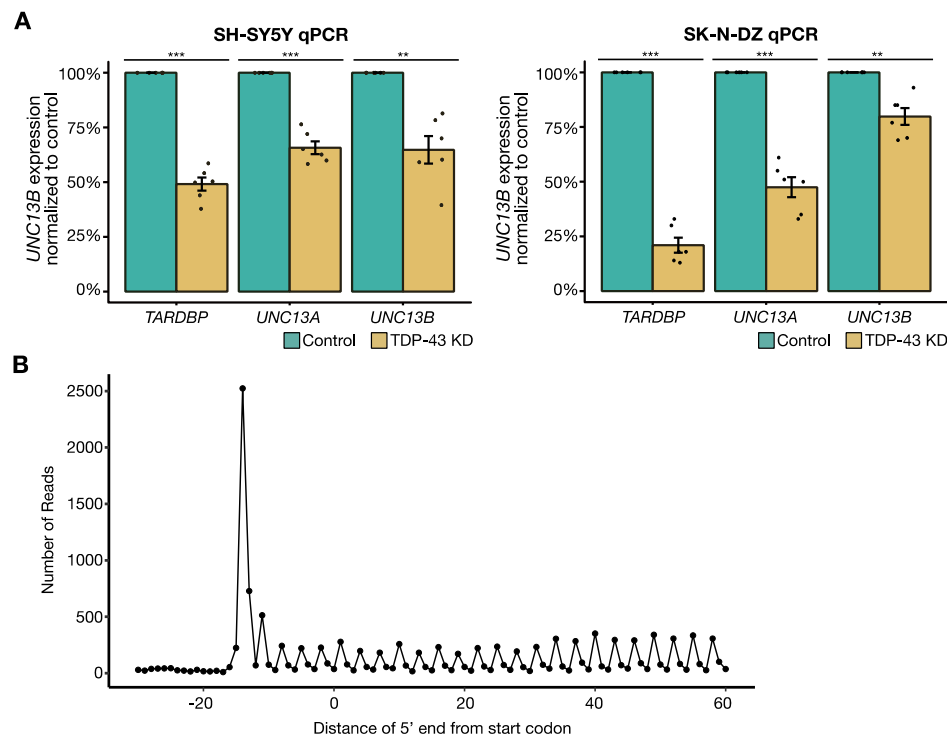 A
SH-SY5Y qPCR
*** *** **
100%
75%
50%
25%
0%
UNC13B expression
normalized to control
TARDBP UNC13A UNC13B
Control TDP-43 KD
SK-N-DZ qPCR
*** *** **
100%
75%
50%
25%
0%
UNC13B expression
normalized to control
TARDBP UNC13A UNC13B
Control TDP-43 KD
B
2500
2000
1500
1000
500
0
Number of Reads
-20 0 20 40 60
Distance of 5’ end from start codon